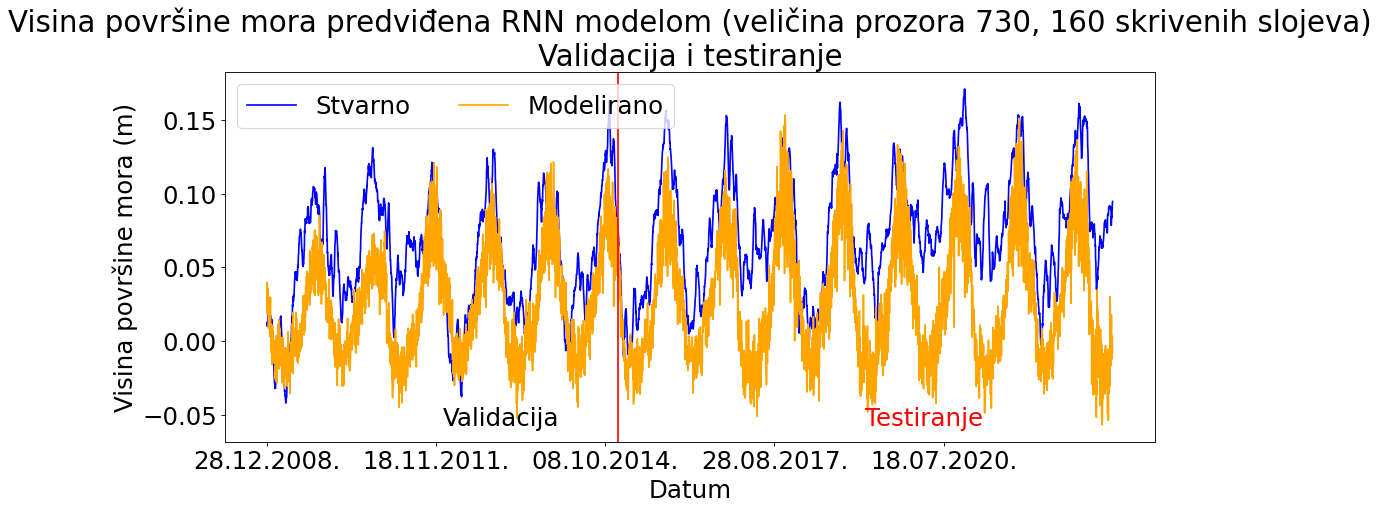 Visina površine mora predviđena RNN modelom (veličina prozora 730, 160 skrivenih slojeva)
Validacija i testiranje
Stvarno Modelirano
Visina površine mora (m)
0.15
0.10
0.05
0.00
−0.05
Validacija Testiranje
28.12.2008. 18.11.2011. 08.10.2014. 28.08.2017. 18.07.2020.
Datum